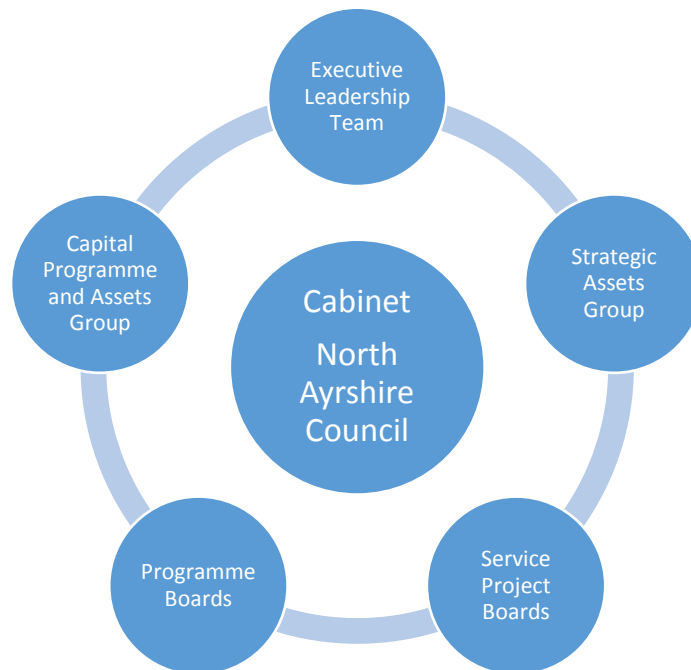 Executive
Leadership
Team
Capital
Programme
and Assets
Group
Strategic
Assets
Group
Cabinet
North
Ayrshire
Council
Programme
Boards
Service
Project
Boards